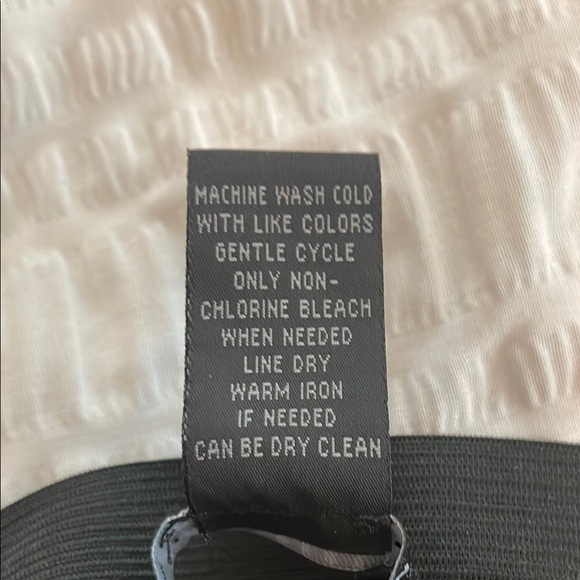 MACHINE WASH COLD
WITH LIKE COLORS
GENTLE CYCLE
ONLY NON-
CHLORINE BLEACH
WHEN NEEDED
LINE DRY
WARM IRON
IF NEEDED
CAN BE DRY CLEAN